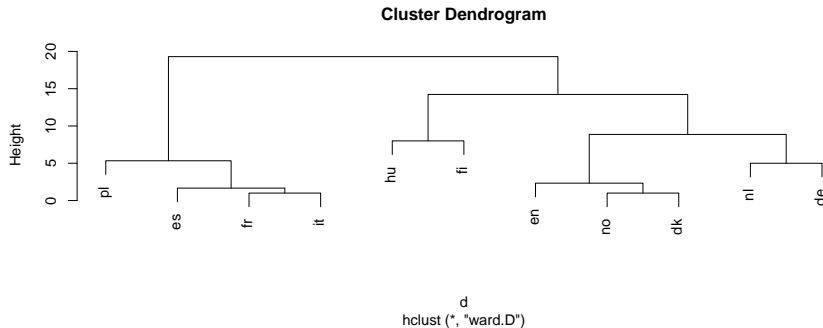 Cluster Dendrogram
Height
20
15
10
5
0
pl
es
fr
it
hu
fi
en
no
dk
nl
de
d
hclust (*, "ward.D")